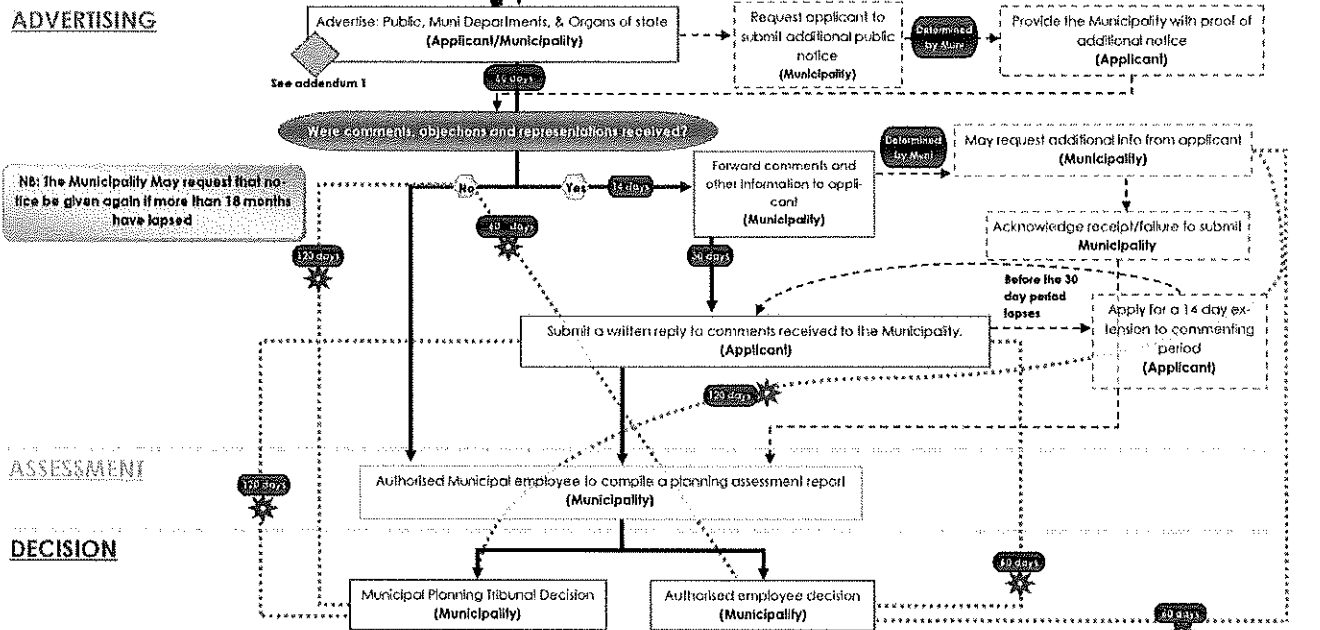 ADVERTISING
Advertise: Public, Muni Departments, & Organs of state
(Applicant/Municipality)
See addendum 1
Request applicant to
submit additional public
notice
(Municipality)
Determined
by Muni
Provide the Municipality with proof of
additional notice
(Applicant)
days
Were comments, objections and representations received?
NB: The Municipality May request that no-
tice be given again if more than 18 months
have lapsed
No
Yes
14 days
Forward comments and
other information to appli-
cant
(Municipality)
Determined
by Muni
May request additional info from applicant
(Municipality)
Acknowledge receipt/failure to submit
Municipality
60 days
120 days
30 days
Before the 30
day period
lapses
Submit a written reply to comments received to the Municipality.
(Applicant)
Apply for a 14 day ex-
tension to commenting
period
(Applicant)
120 days
ASSESSMENT
Authorised Municipal employee to compile a planning assessment report
(Municipality)
120 days
DECISION
Municipal Planning Tribunal Decision
(Municipality)
Authorised employee decision
(Municipality)
60 days
60 days